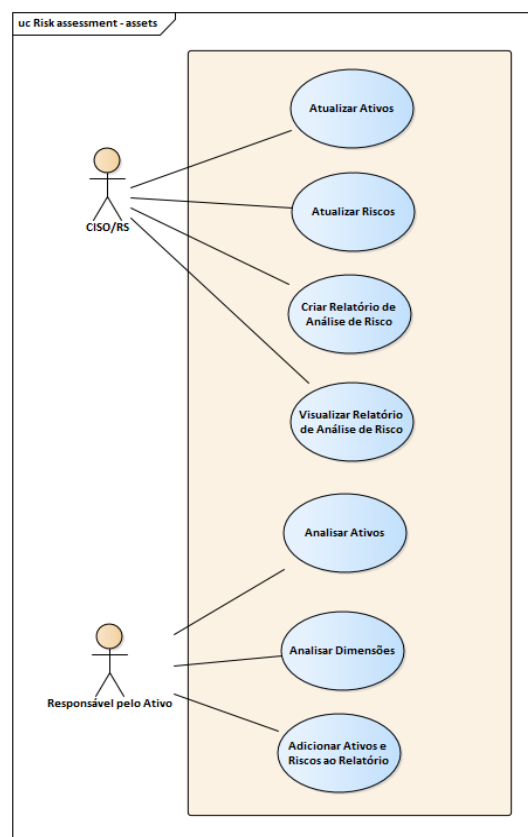 uc Risk assessment - assets
Atualizar Ativos
CISO/RS
Atualizar Riscos
Criar Relatório de
Análise de Risco
Visualizar Relatório
de Análise de Risco
Analisar Ativos
Responsável pelo Ativo
Analisar Dimensões
Adicionar Ativos e
Riscos ao Relatório